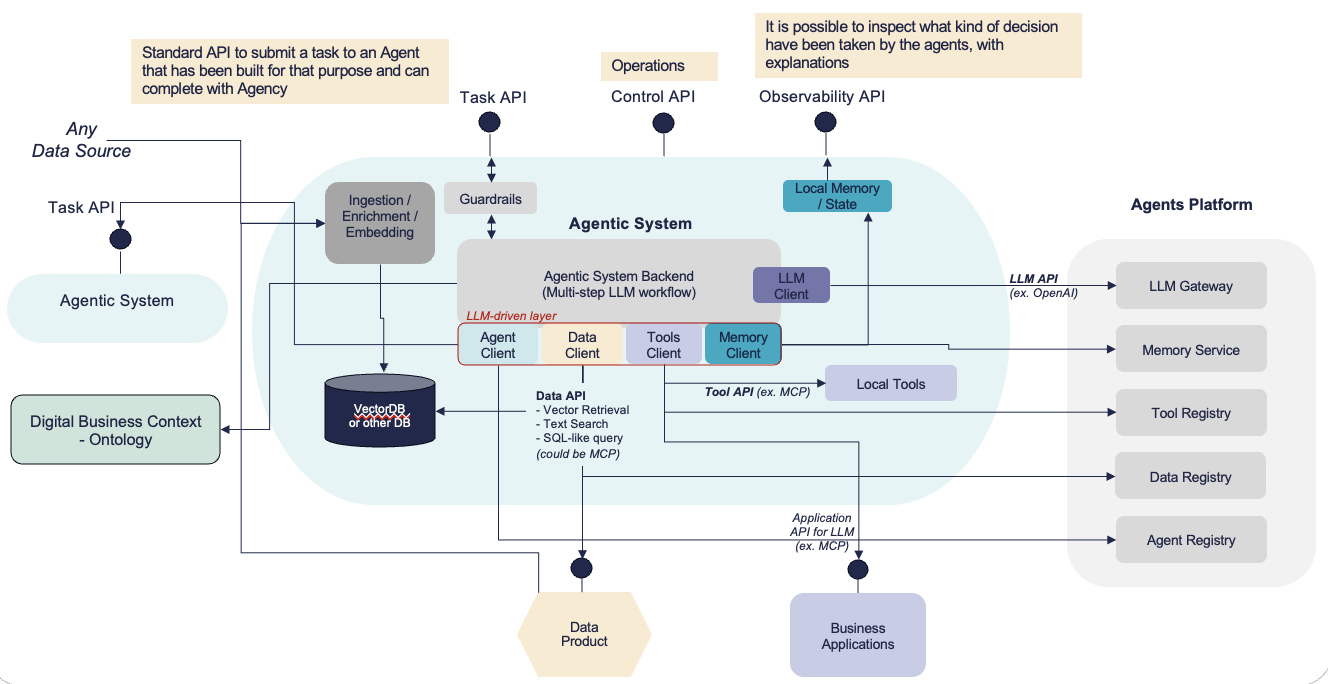 Standard API to submit a task to an Agent
that has been built for that purpose and can
complete with Agency
Operations
It is possible to inspect what kind of decision
have been taken by the agents, with
explanations
Task API
Control API
Observability API
Any
Data Source
Task API
Agentic System
Digital Business Context
- Ontology
Ingestion /
Enrichment /
Embedding
Guardrails
Local Memory
/ State
Agentic System
Agentic System Backend
(Multi-step LLM workflow)
LLM
Client
LLM-driven layer
Agent
Client
Data
Client
Tools
Client
Memory
Client
VectorDB
or other DB
Data API
- Vector Retrieval
- Text Search
- SQL-like query
(could be MCP)
Tool API (ex. MCP)
Local Tools
LLM API
(ex. OpenAI)
Application
API for LLM
(ex. MCP)
Agents Platform
LLM Gateway
Memory Service
Tool Registry
Data Registry
Agent Registry
Data
Product
Business
Applications